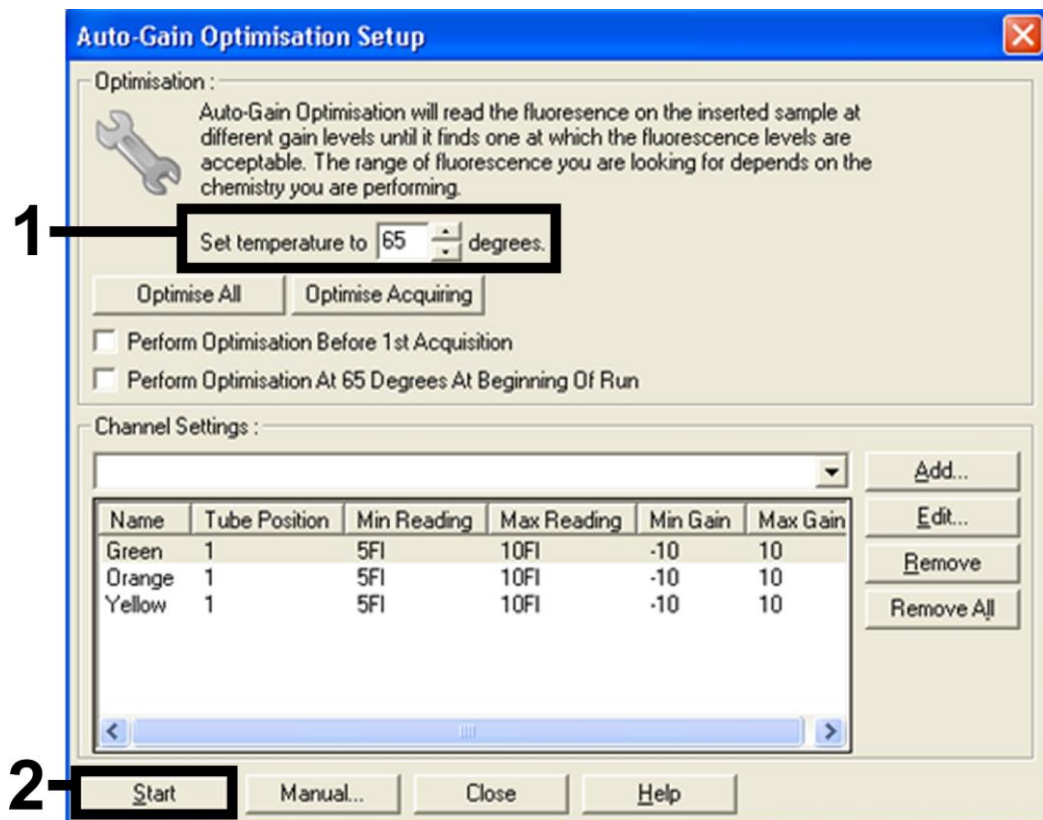 Auto-Gain Optimisation Setup
Optimisation :
Auto-Gain Optimisation will read the fluoresence on the inserted sample at
different gain levels until it finds one at which the fluorescence levels are
acceptable. The range of fluorescence you are looking for depends on the
chemistry you are performing.
1
Set temperature to 65 degrees.
Optimise All Optimise Acquiring
Perform Optimisation Before 1st Acquisition
Perform Optimisation At 65 Degrees At Beginning Of Run
Channel Settings :
Add...
Name Tube Position Min Reading Max Reading Min Gain Max Gain
Edit...
Green 1 5Fl 10Fl -10 10
Orange 1 5Fl 10Fl -10 10
Remove
Yellow 1 5Fl 10Fl -10 10
Remove All
2
Start Manual... Close Help